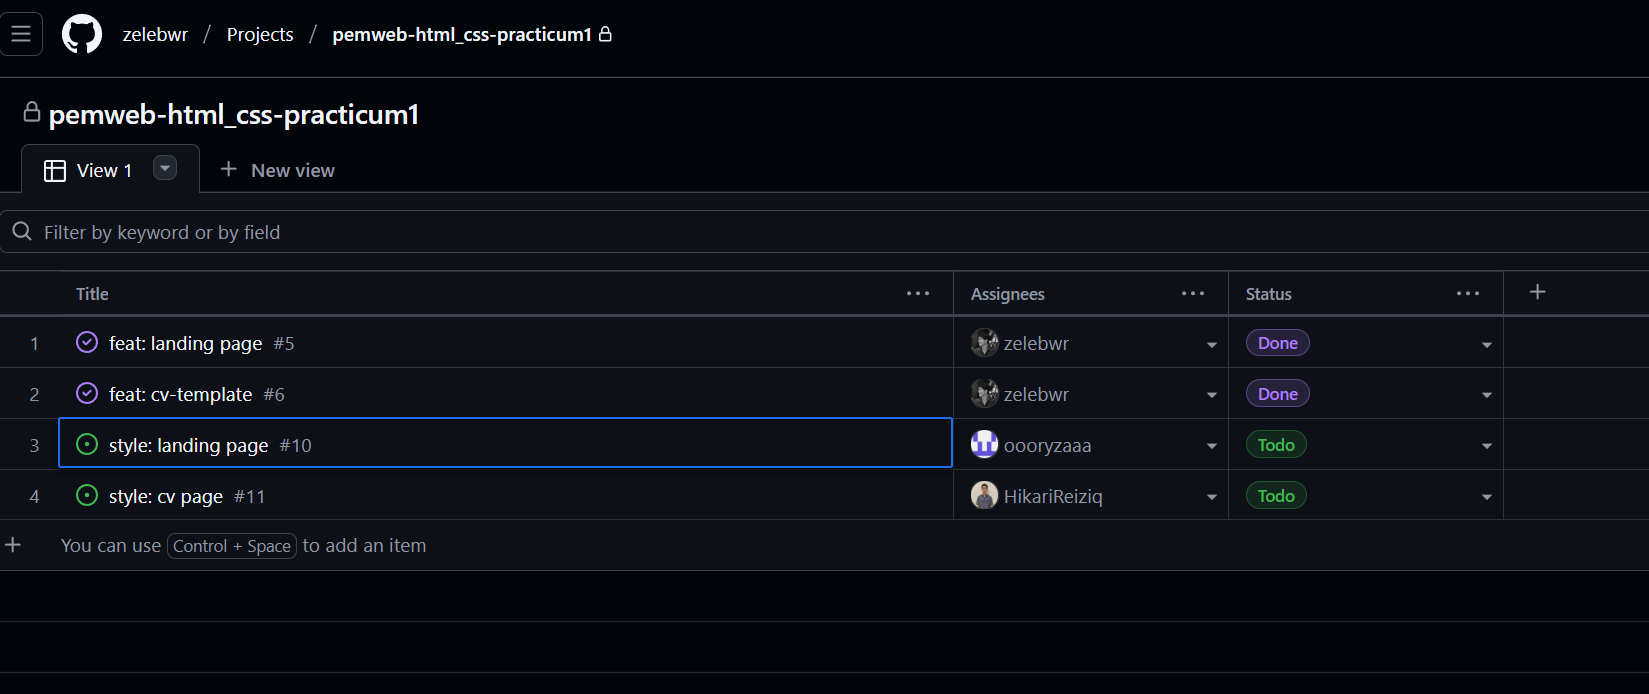 zelebwr / Projects / pemweb-html_css-practicum1
pemweb-html_css-practicum1
View 1 + New view
Filter by keyword or by field
Title ... Assignees ... Status ... +
1 feat: landing page #5 zelebwr Done
2 feat: cv-template #6 zelebwr Done
3 style: landing page #10 oooryzaaa Todo
4 style: cv page #11 HikariReiziq Todo
+ You can use Control + Space to add an item